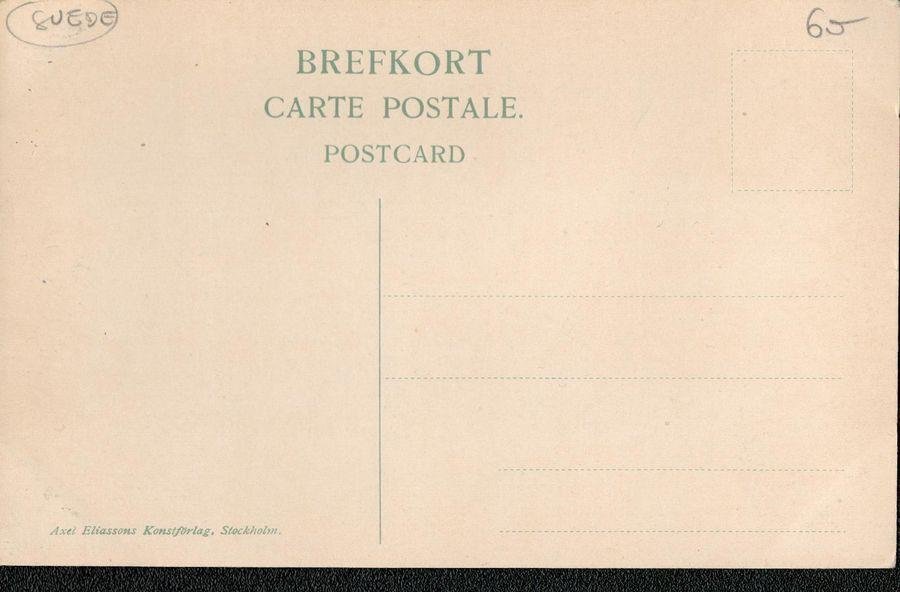 SUEDE
65
BREFKORT
CARTE POSTALE.
POSTCARD
Axel Eliassons Konstförlag, Stockholm.